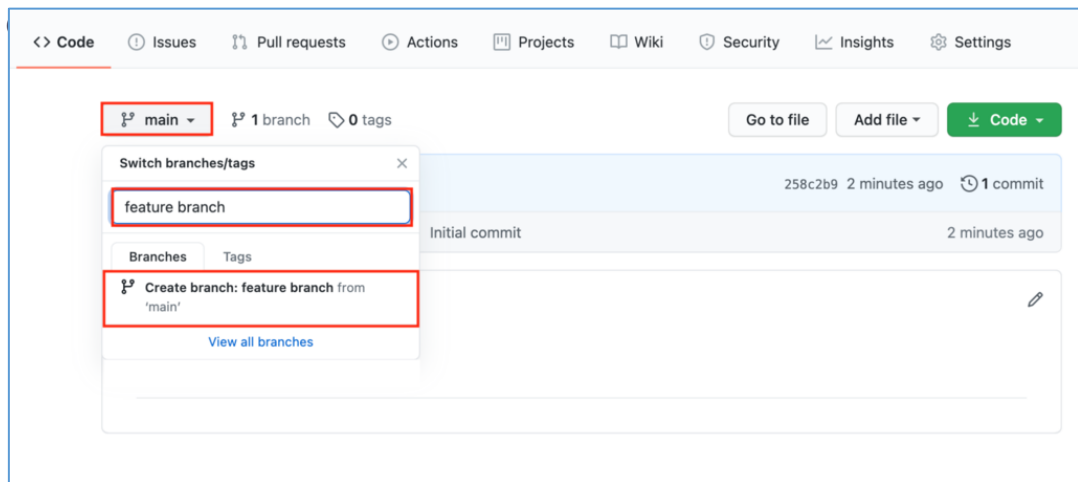 <> Code Issues Pull requests Actions Projects Wiki Security Insights Settings
main 1 branch 0 tags Go to file Add file Code
Switch branches/tags
258c2b9 2 minutes ago 1 commit
feature branch
Initial commit 2 minutes ago
Branches Tags
Create branch: feature branch from
‘main’
View all branches